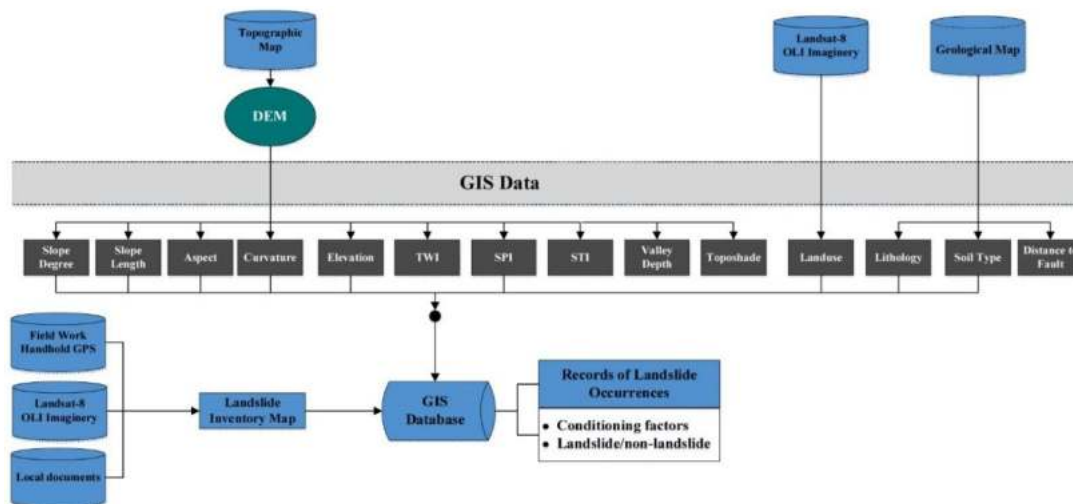 Topographic
Map
Landsat-8
OLI Imaginery
Geological Map
DEM
GIS Data
Slope
Degree
Slope
Length
Aspect
Curvature
Elevation
TWI
SPI
STI
Valley
Depth
Toposhade
Landuse
Lithology
Soil Type
Distance to
Fault
Field Work
Handhold GPS
Landsat-8
OLI Imaginery
Local documents
Landslide
Inventory Map
GIS
Database
Records of Landslide
Occurrences
● Conditioning factors
● Landslide/non-landslide